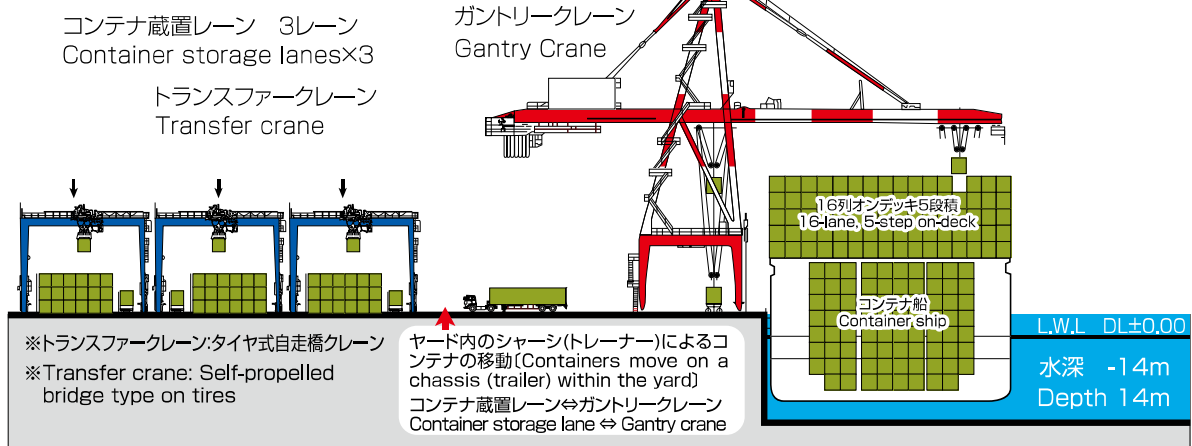 コンテナ蔵置レーン　3レーン
Container storage lanes×3
トランスファークレーン
Transfer crane
ガントリークレーン
Gantry Crane
16列オンデッキ5段積
16-lane, 5-step on-deck
コンテナ船
Container ship
L.W.L DL±0.00
水深 -14m
Depth 14m
※トランスファークレーン:タイヤ式自走橋クレーン
※Transfer crane: Self-propelled
bridge type on tires
ヤード内のシャーシ(トレーナー)によるコ
ンテナの移動〔Containers move on a
chassis (trailer) within the yard〕
コンテナ蔵置レーン⇔ガントリークレーン
Container storage lane ⇔ Gantry crane